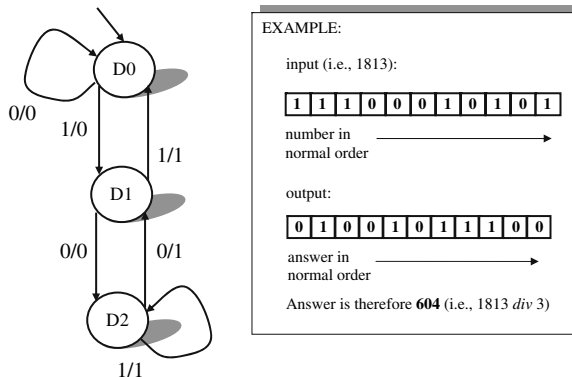 D0
0/0
1/0
1/1
D1
0/0
0/1
D2
1/1
EXAMPLE:
input (i.e., 1813):
1 1 1 0 0 0 1 0 1 0 1
number in
normal order
output:
0 1 0 0 1 0 1 1 1 0 0
answer in
normal order
Answer is therefore 604 (i.e., 1813 div 3)